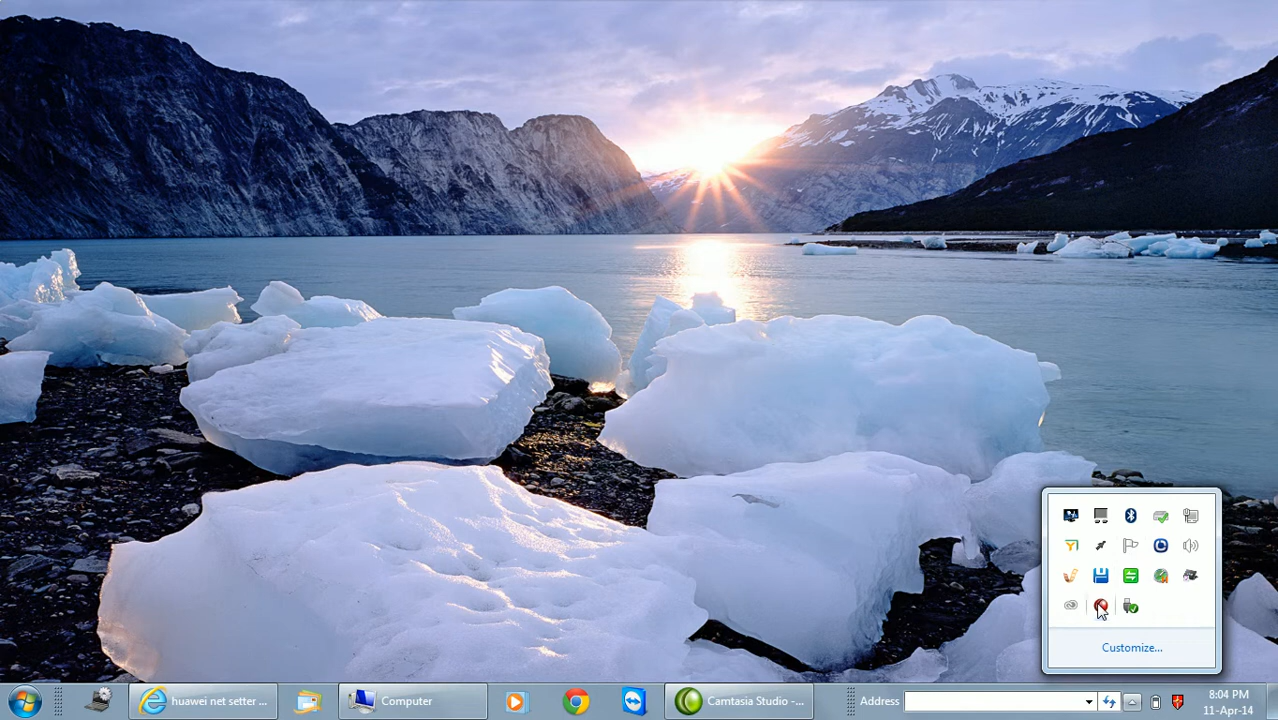 Customize...
huawei net setter ...
Computer
Camtasia Studio -...
Address
8:04 PM
11-Apr-14